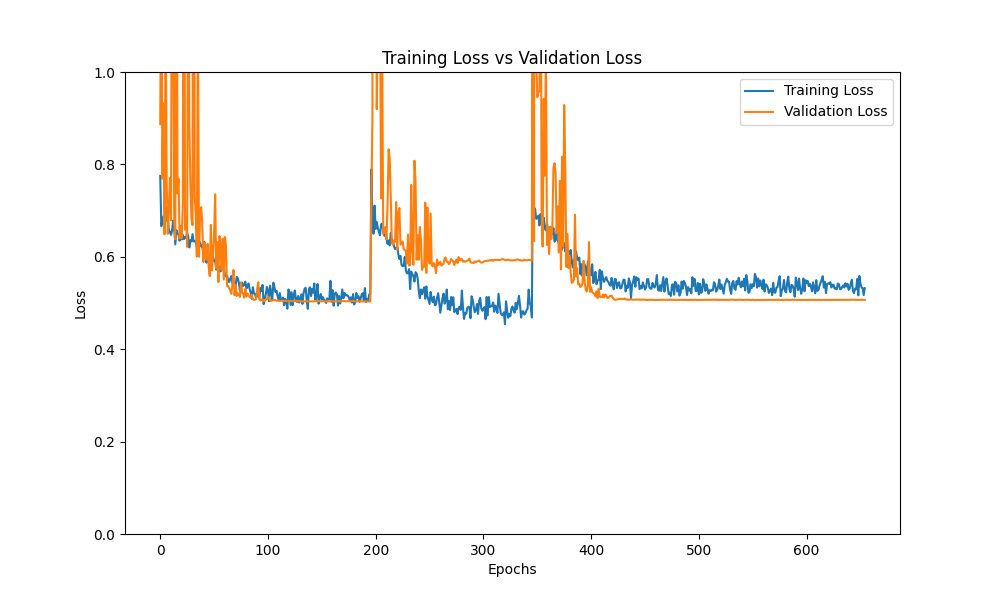 Training Loss vs Validation Loss
Training Loss
Validation Loss
1.0
0.8
0.6
0.4
0.2
0.0
Loss
0 100 200 300 400 500 600
Epochs